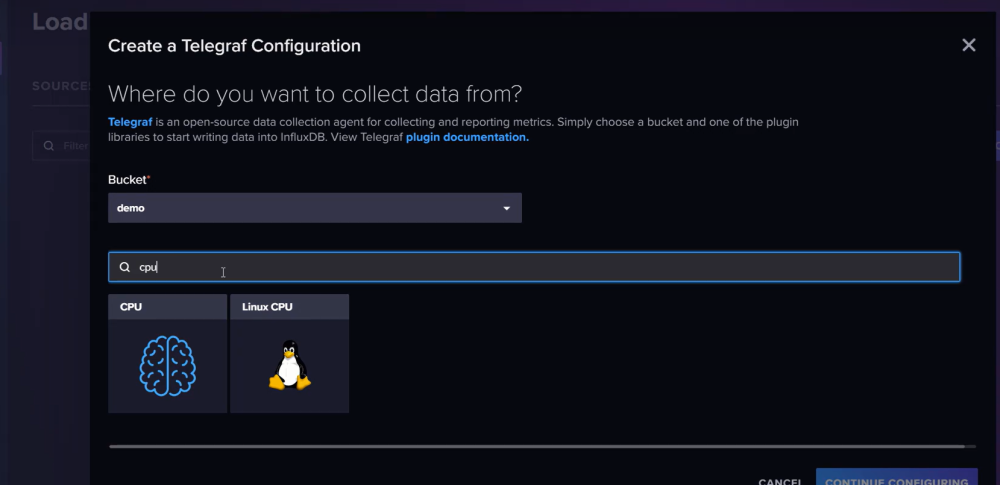 Load
Create a Telegraf Configuration
SOURCE
Where do you want to collect data from?
Telegraf is an open-source data collection agent for collecting and reporting metrics. Simply choose a bucket and one of the plugin
libraries to start writing data into InfluxDB. View Telegraf plugin documentation.
Filter
Bucket*
demo
cpu
CPU
Linux CPU
CANCEL
CONTINUE CONFIGURING